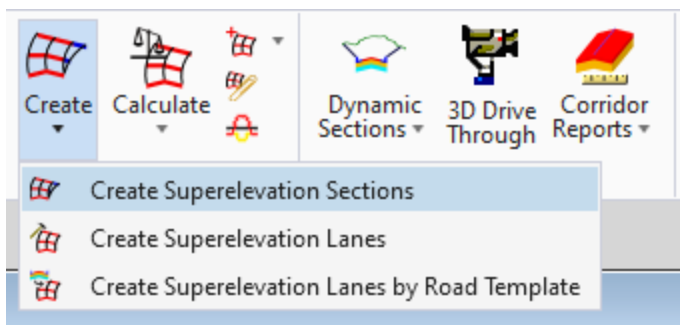 Create
Calculate
Dynamic
Sections
3D Drive
Through
Corridor
Reports
Create Superelevation Sections
Create Superelevation Lanes
Create Superelevation Lanes by Road Template